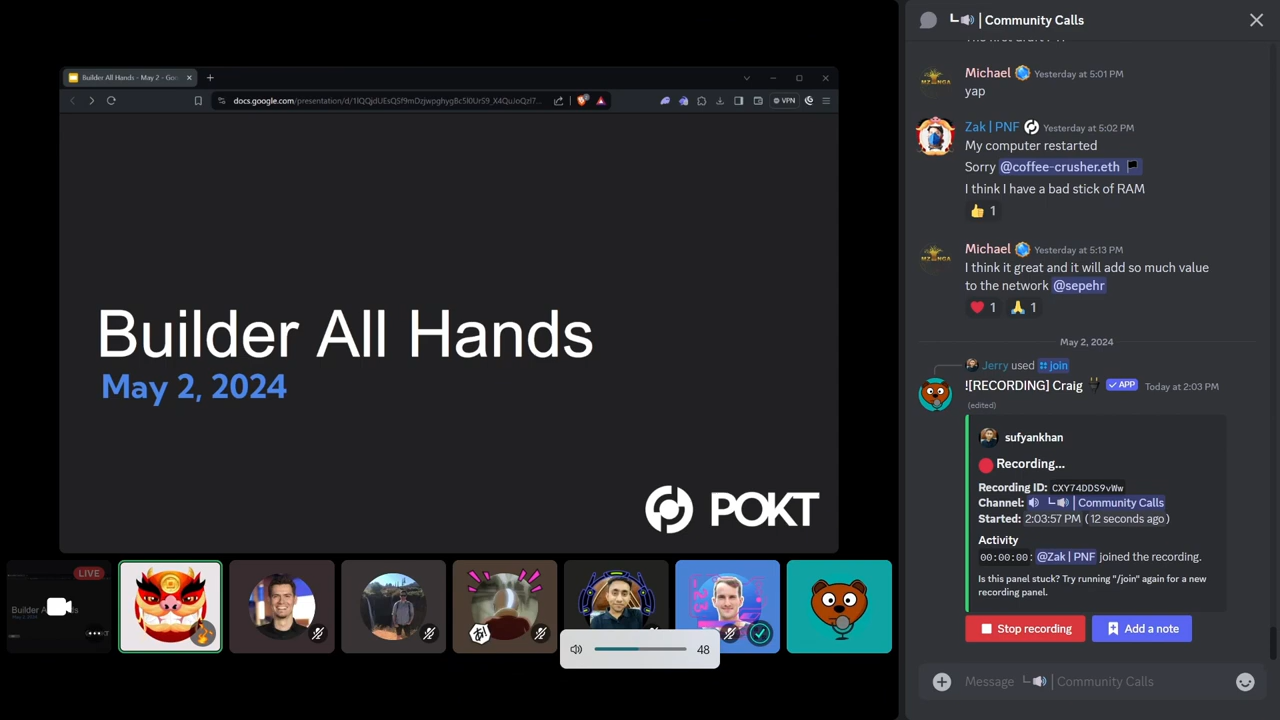 Builder All Hands - May 2 - Goo
docs.google.com/presentation/d/
VPN
Builder All Hands
May 2, 2024
POKT
LIVE
48
Community Calls
Michael Yesterday at 5:01 PM
yap
Zak | PNF Yesterday at 5:02 PM
My computer restarted
Sorry @coffee-crusher.eth
I think I have a bad stick of RAM
1
Michael Yesterday at 5:13 PM
I think it great and it will add so much value
to the network @sepehr
1 1
May 2, 2024
Jerry used join
![RECORDING] Craig APP Today at 2:03 PM
(edited)
sufyankhan
Recording...
Recording ID: CXY74DDS9vWw
Channel: | Community Calls
Started: 2:03:57 PM (12 seconds ago)
Activity
00:00:00: @Zak | PNF joined the recording.
Is this panel stuck? Try running "/join" again for a new
recording panel.
Stop recording Add a note
Message | Community Calls